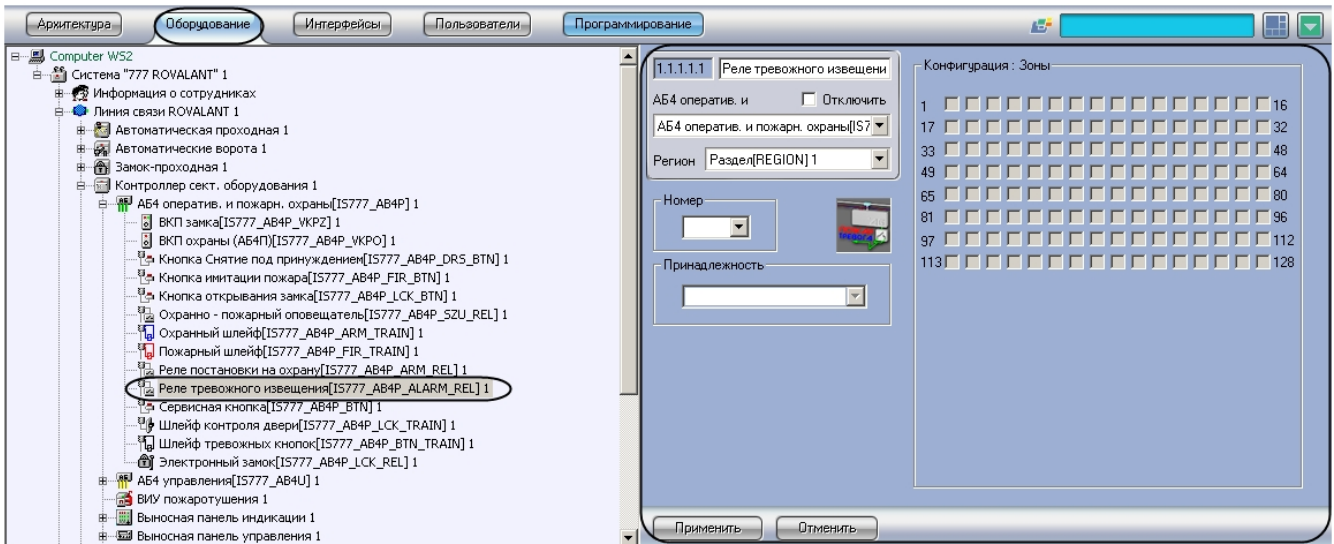 Архитектура Оборудование Интерфейсы Пользователи Программирование
Computer WS2
Система "777 ROVALANT" 1
Информация о сотрудниках
Линия связи ROVALANT 1
Автоматическая проходная 1
Автоматические ворота 1
Замок-проходная 1
Контроллер сект. оборудования 1
АБ4 оператив. и пожарн. охраны[IS777_AB4P] 1
ВКП замка[IS777_AB4P_VKPZ] 1
ВКП охраны (АБ4П)[IS777_AB4P_VKPO] 1
Кнопка Снятие под принуждением[IS777_AB4P_DRS_BTN] 1
Кнопка имитации пожара[IS777_AB4P_FIR_BTN] 1
Кнопка открывания замка[IS777_AB4P_LCK_BTN] 1
Охранно - пожарный оповещатель[IS777_AB4P_SZU_REL] 1
Охранный шлейф[IS777_AB4P_ARM_TRAIN] 1
Пожарный шлейф[IS777_AB4P_FIR_TRAIN] 1
Реле постановки на охрану[IS777_AB4P_ARM_REL] 1
Реле тревожного извещения[IS777_AB4P_ALARM_REL] 1
Сервисная кнопка[IS777_AB4P_BTN] 1
Шлейф контроля двери[IS777_AB4P_LCK_TRAIN] 1
Шлейф тревожных кнопок[IS777_AB4P_BTN_TRAIN] 1
Электронный замок[IS777_AB4P_LCK_REL] 1
АБ4 управления[IS777_AB4U] 1
ВИУ пожаротушения 1
Выносная панель индикации 1
Выносная панель управления 1
1.1.1.1.1 Реле тревожного извещени
АБ4 оператив. и Отключить
АБ4 оператив. и пожарн. охраны[IS7
Регион Раздел[REGION] 1
Номер
Принадлежность
Конфигурация : Зоны
1 16
17 32
33 48
49 64
65 80
81 96
97 112
113 128
Применить Отменить